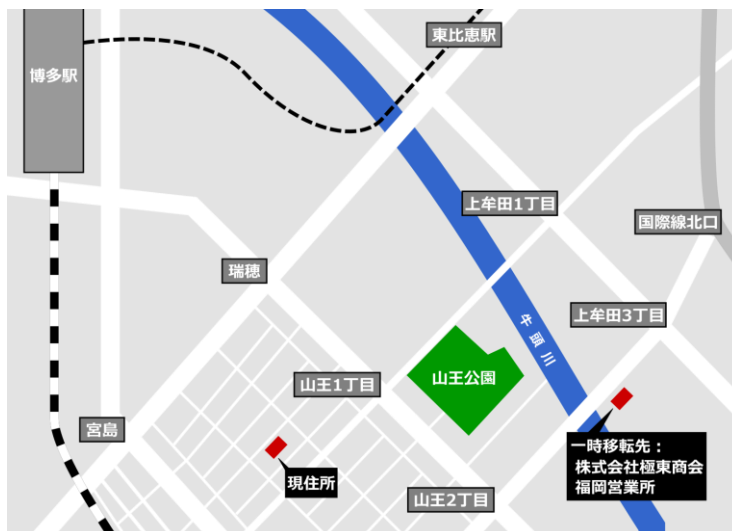 東比恵駅
博多駅
上牟田1丁目
国際線北口
瑞穂
上牟田3丁目
牛頭川
山王公園
山王1丁目
宮島
一時移転先：
株式会社極東商会
福岡営業所
現住所
山王2丁目